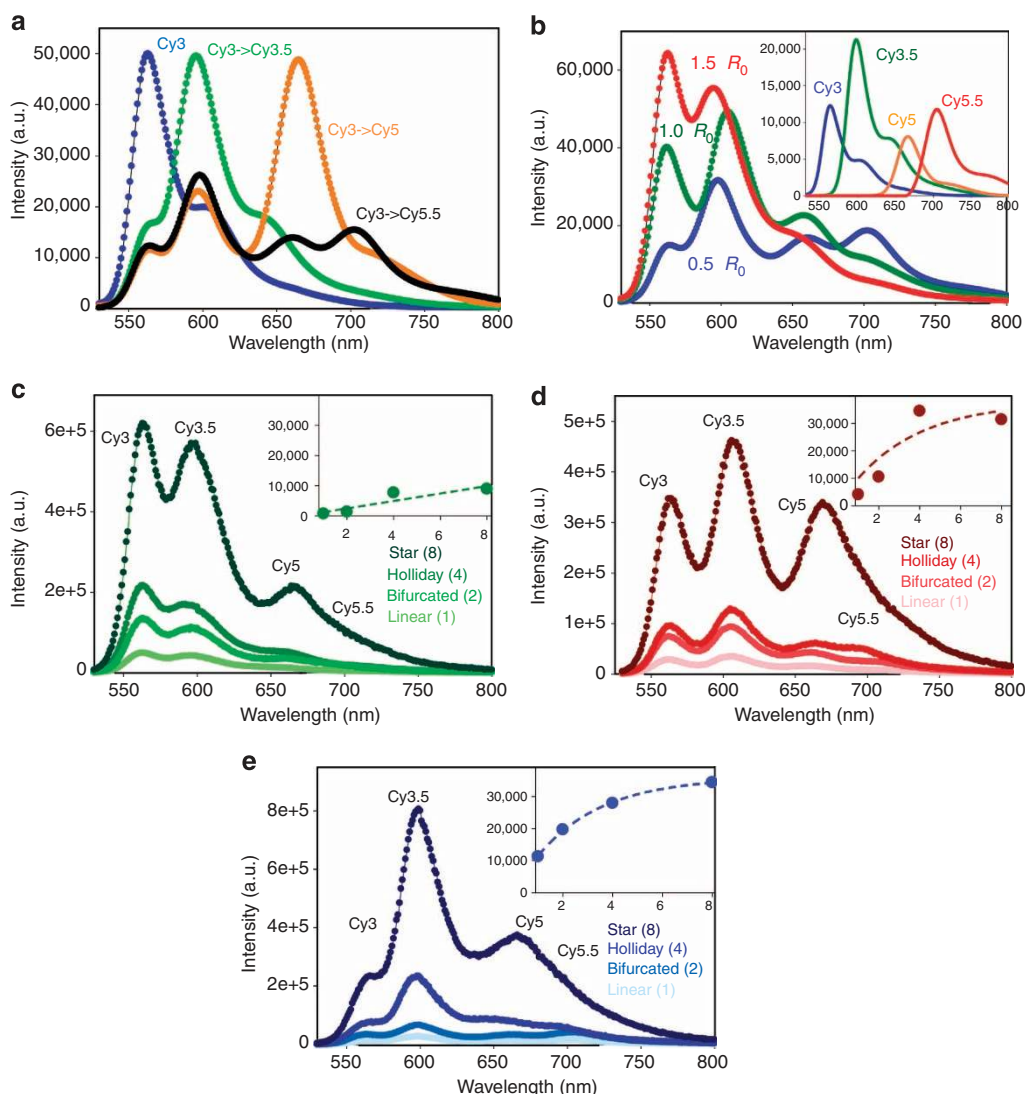 a
50,000
40,000
30,000
20,000
10,000
0
Intensity (a.u.)
Cy3
Cy3->Cy3.5
Cy3->Cy5
Cy3->Cy5.5
550 600 650 700 750 800
Wavelength (nm)
b
60,000
40,000
20,000
0
Intensity (a.u.)
1.5 R0
1.0 R0
0.5 R0
20,000
15,000
10,000
5,000
0
Cy3
Cy3.5
Cy5
Cy5.5
550 600 650 700 750 800
550 600 650 700 750 800
Wavelength (nm)
c
6e+5
4e+5
2e+5
0
Intensity (a.u.)
Cy3
Cy3.5
Cy5
Cy5.5
30,000
20,000
10,000
0
2 4 6 8
Star (8)
Holliday (4)
Bifurcated (2)
Linear (1)
550 600 650 700 750 800
Wavelength (nm)
d
5e+5
4e+5
3e+5
2e+5
1e+5
0
Intensity (a.u.)
Cy3
Cy3.5
Cy5
Cy5.5
30,000
20,000
10,000
0
2 4 6 8
Star (8)
Holliday (4)
Bifurcated (2)
Linear (1)
550 600 650 700 750 800
Wavelength (nm)
e
8e+5
6e+5
4e+5
2e+5
0
Intensity (a.u.)
Cy3
Cy3.5
Cy5
Cy5.5
30,000
20,000
10,000
0
2 4 6 8
Star (8)
Holliday (4)
Bifurcated (2)
Linear (1)
550 600 650 700 750 800
Wavelength (nm)